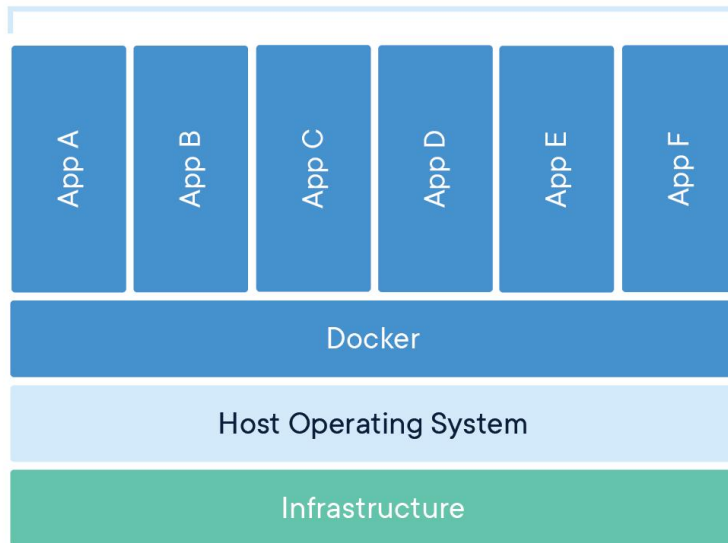 App A
App B
App C
App D
App E
App F
Docker
Host Operating System
Infrastructure